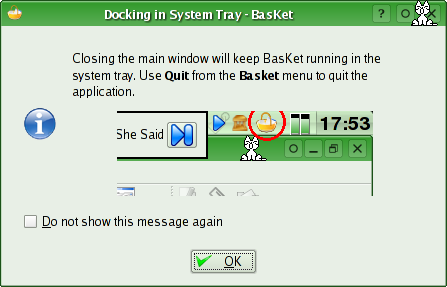 Docking in System Tray - BasKet
?
Closing the main window will keep BasKet running in the
system tray. Use Quit from the Basket menu to quit the
application.
She Said
17:53
Do not show this message again
OK